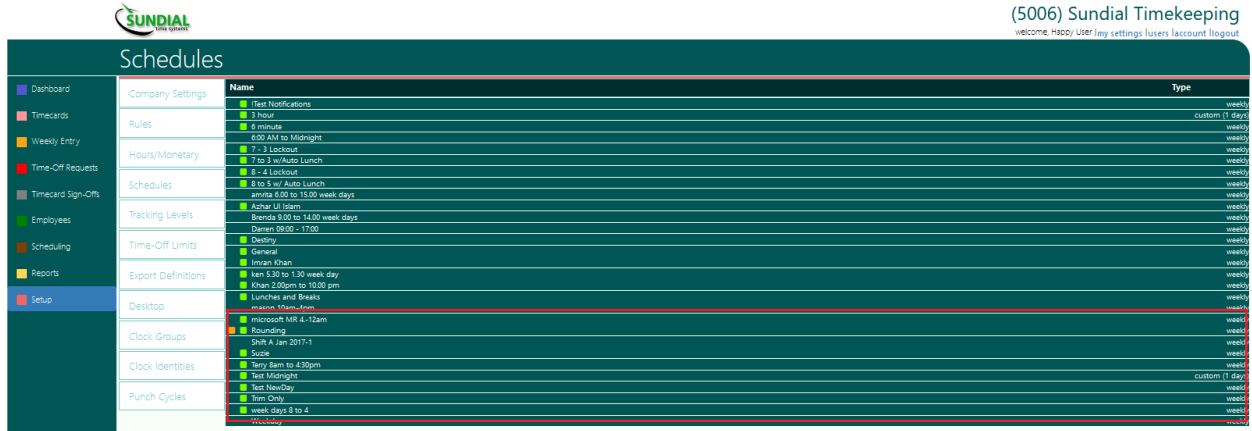 SUNDIAL
time systems
(5006) Sundial Timekeeping
welcome, Happy User |my settings |users |account |logout
Schedules
Dashboard
Timecards
Weekly Entry
Time-Off Requests
Timecard Sign-Offs
Employees
Scheduling
Reports
Setup
Company Settings
Rules
Hours/Monetary
Schedules
Tracking Levels
Time-Off Limits
Export Definitions
Desktop
Clock Groups
Clock Identities
Punch Cycles
Name Type
!Test Notifications weekly
3 hour custom (1 days)
6 minute weekly
6:00 AM to Midnight weekly
7 - 3 Lockout weekly
7 to 3 w/Auto Lunch weekly
8 - 4 Lockout weekly
8 to 5 w/ Auto Lunch weekly
amrita 6.00 to 15.00 week days weekly
Azhar Ul Islam weekly
Brenda 9.00 to 14.00 week days weekly
Darren 09:00 - 17:00 weekly
Destiny weekly
General weekly
Imran Khan weekly
ken 5.30 to 1.30 week day weekly
Khan 2.00pm to 10.00 pm weekly
Lunches and Breaks weekly
mason 10am-4pm weekly
microsoft MR 4.-12am weekly
Rounding weekly
Shift A Jan 2017-1 weekly
Suzie weekly
Terry 8am to 4:30pm weekly
Test Midnight custom (1 days)
Test NewDay weekly
Trim Only weekly
week days 8 to 4 weekly
Weekday weekly